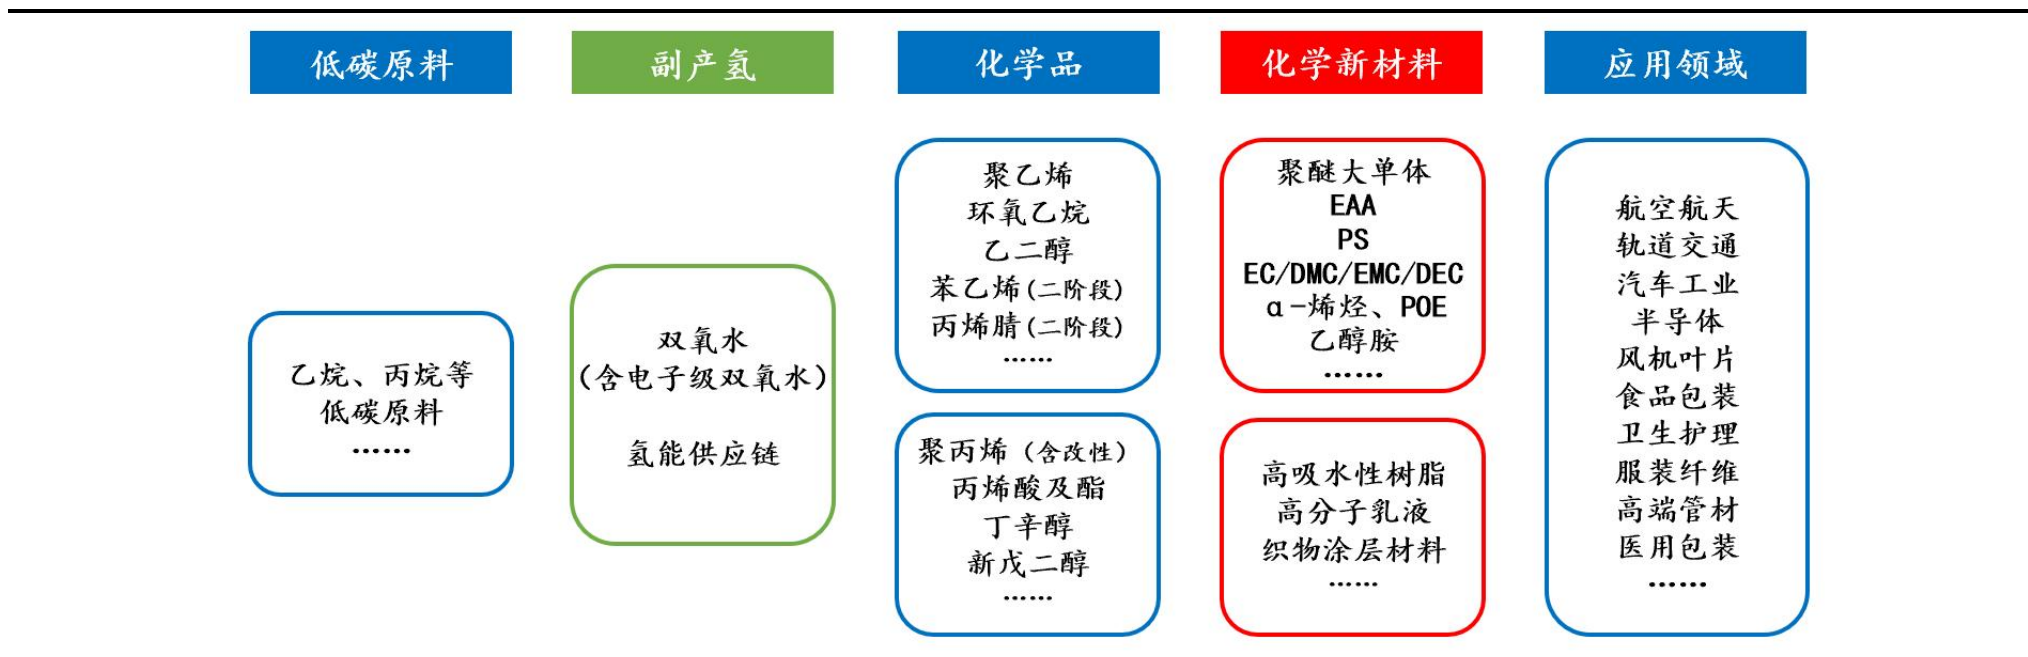 低碳原料
副产氢
化学品
化学新材料
应用领域
乙烷、丙烷等
低碳原料
……
双氧水
（含电子级双氧水）
氢能供应链
聚乙烯
环氧乙烷
乙二醇
苯乙烯(二阶段)
丙烯腈(二阶段)
……
聚丙烯（含改性）
丙烯酸及酯
丁辛醇
新戊二醇
……
聚醚大单体
EAA
PS
EC/DMC/EMC/DEC
α-烯烃、POE
乙醇胺
……
高吸水性树脂
高分子乳液
织物涂层材料
……
航空航天
轨道交通
汽车工业
半导体
风机叶片
食品包装
卫生护理
服装纤维
高端管材
医用包装
……